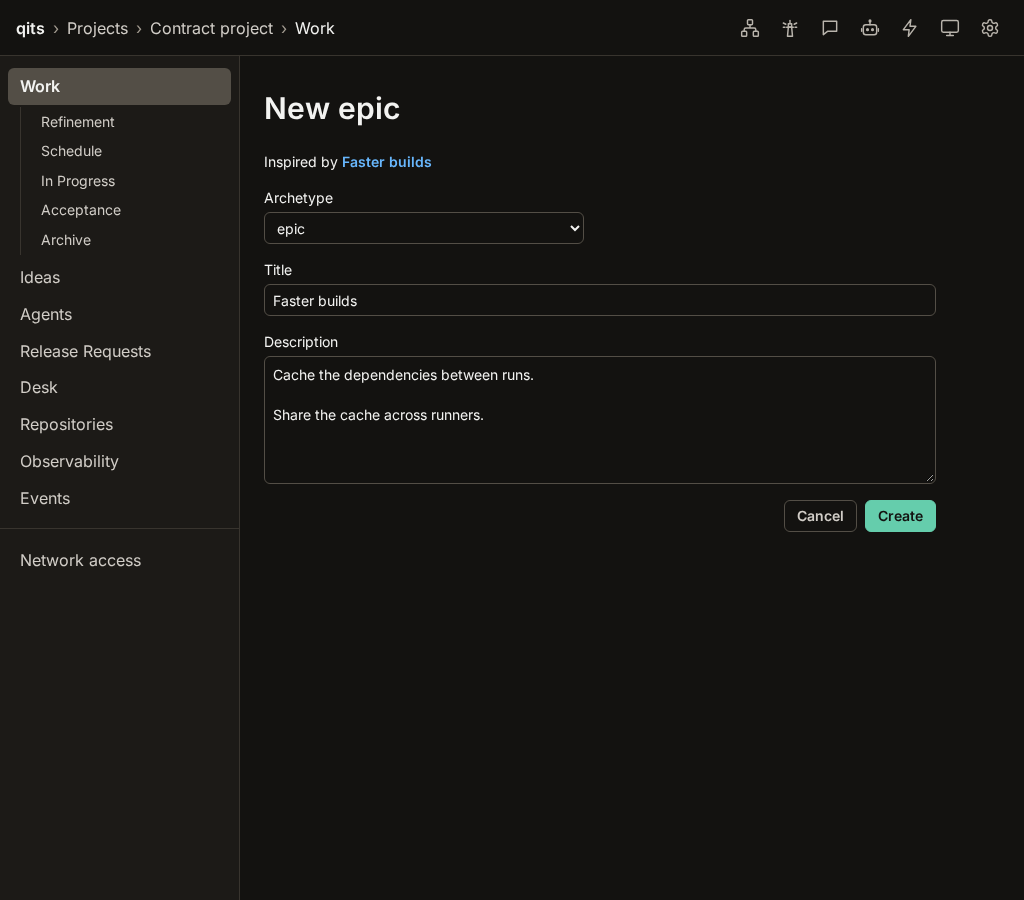 qits › Projects › Contract project › Work
Work
Refinement
Schedule
In Progress
Acceptance
Archive
Ideas
Agents
Release Requests
Desk
Repositories
Observability
Events
Network access
New epic
Inspired by Faster builds
Archetype
epic
Title
Faster builds
Description
Cache the dependencies between runs.
Share the cache across runners.
Cancel
Create